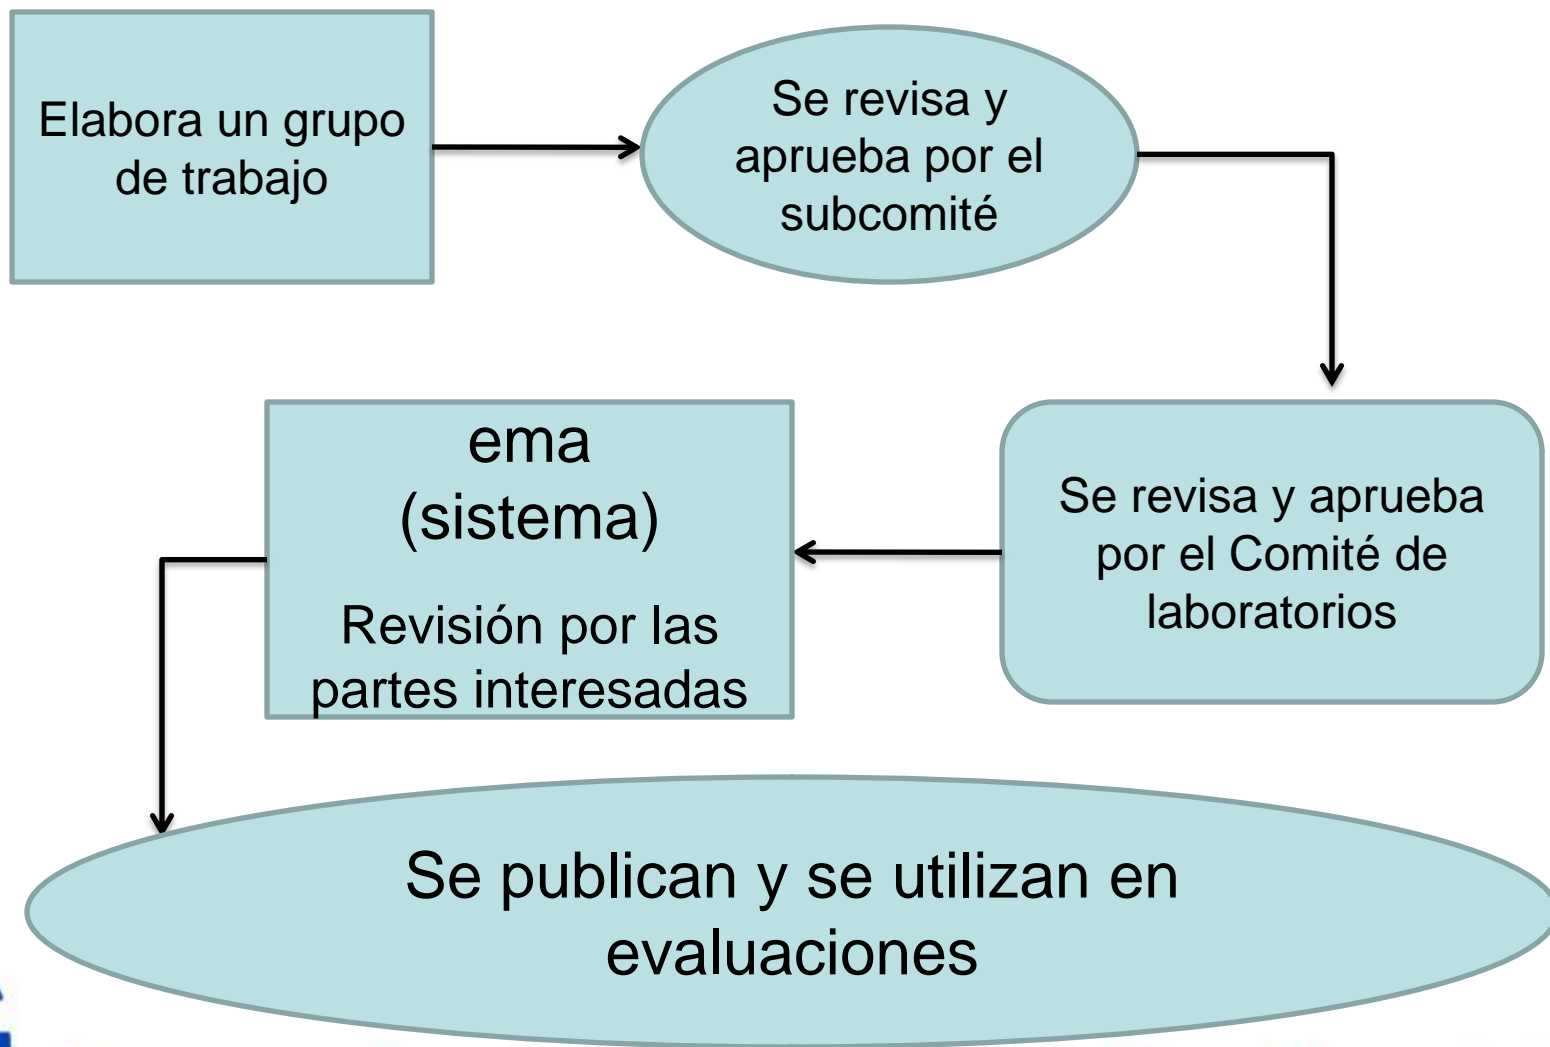 Elabora un grupo
de trabajo
Se revisa y
aprueba por el
subcomité
Se revisa y aprueba
por el Comité de
laboratorios
ema
(sistema)
Revisión por las
partes interesadas
Se publican y se utilizan en
evaluaciones